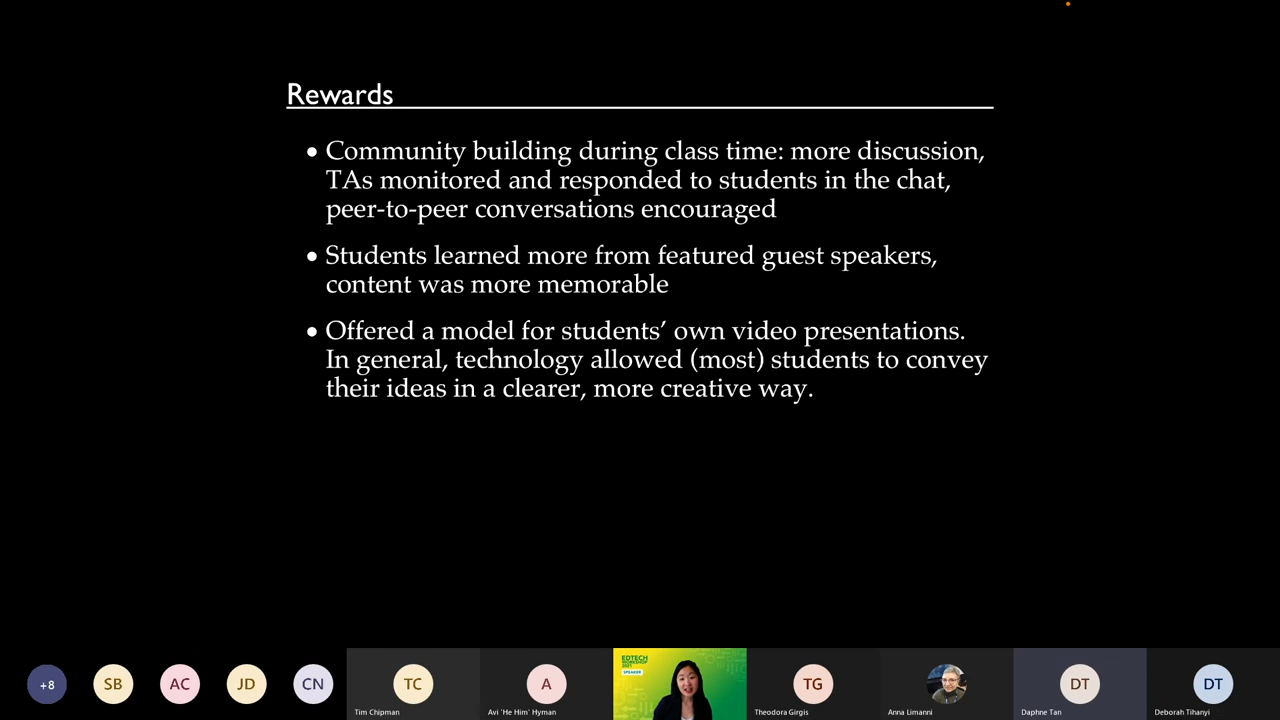 Rewards
• Community building during class time: more discussion,
TAs monitored and responded to students in the chat,
peer-to-peer conversations encouraged
• Students learned more from featured guest speakers,
content was more memorable
• Offered a model for students’ own video presentations.
In general, technology allowed (most) students to convey
their ideas in a clearer, more creative way.
+8
SB
AC
JD
CN
TC
Tim Chipman
A
Avi 'He Him' Hyman
EDTECH
WORKSHOP
2021
SPEAKER
TG
Theodora Girgis
Anna Limanni
DT
Daphne Tan
DT
Deborah Tihanyi